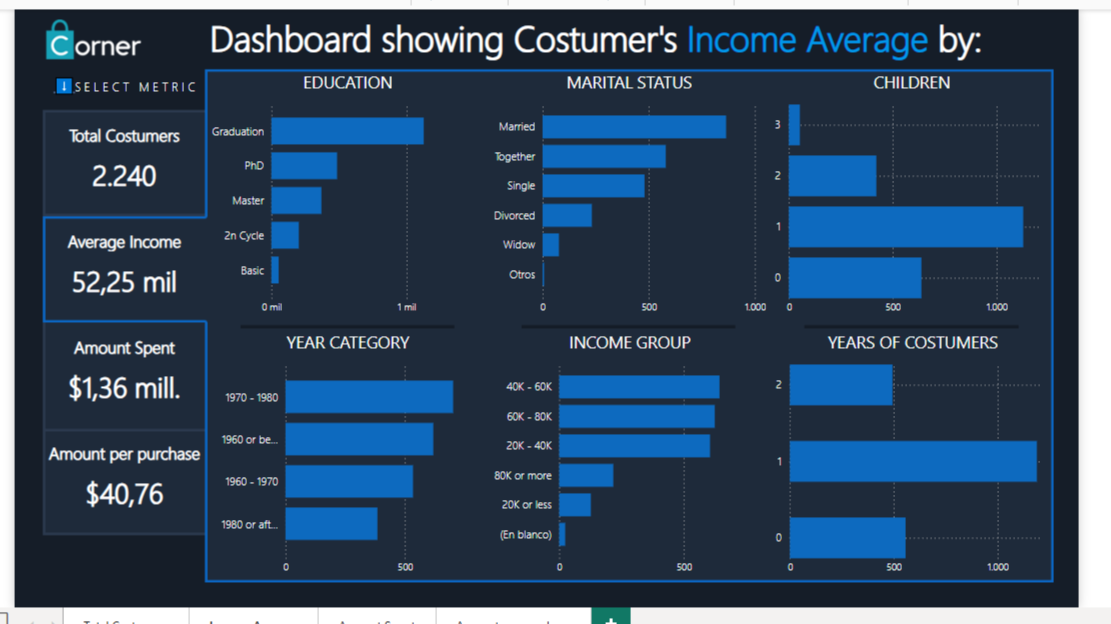 Corner
Dashboard showing Costumer's Income Average by:
SELECT METRIC
Total Costumers
2.240
Average Income
52,25 mil
Amount Spent
$1,36 mill.
Amount per purchase
$40,76
EDUCATION
Graduation
PhD
Master
2n Cycle
Basic
0 mil 1 mil
MARITAL STATUS
Married
Together
Single
Divorced
Widow
Otros
0 500 1.000
CHILDREN
3
2
1
0
0 500 1.000
YEAR CATEGORY
1970 - 1980
1960 or be...
1960 - 1970
1980 or aft...
0 500
INCOME GROUP
40K - 60K
60K - 80K
20K - 40K
80K or more
20K or less
(En blanco)
0 500
YEARS OF COSTUMERS
2
1
0
0 500 1.000